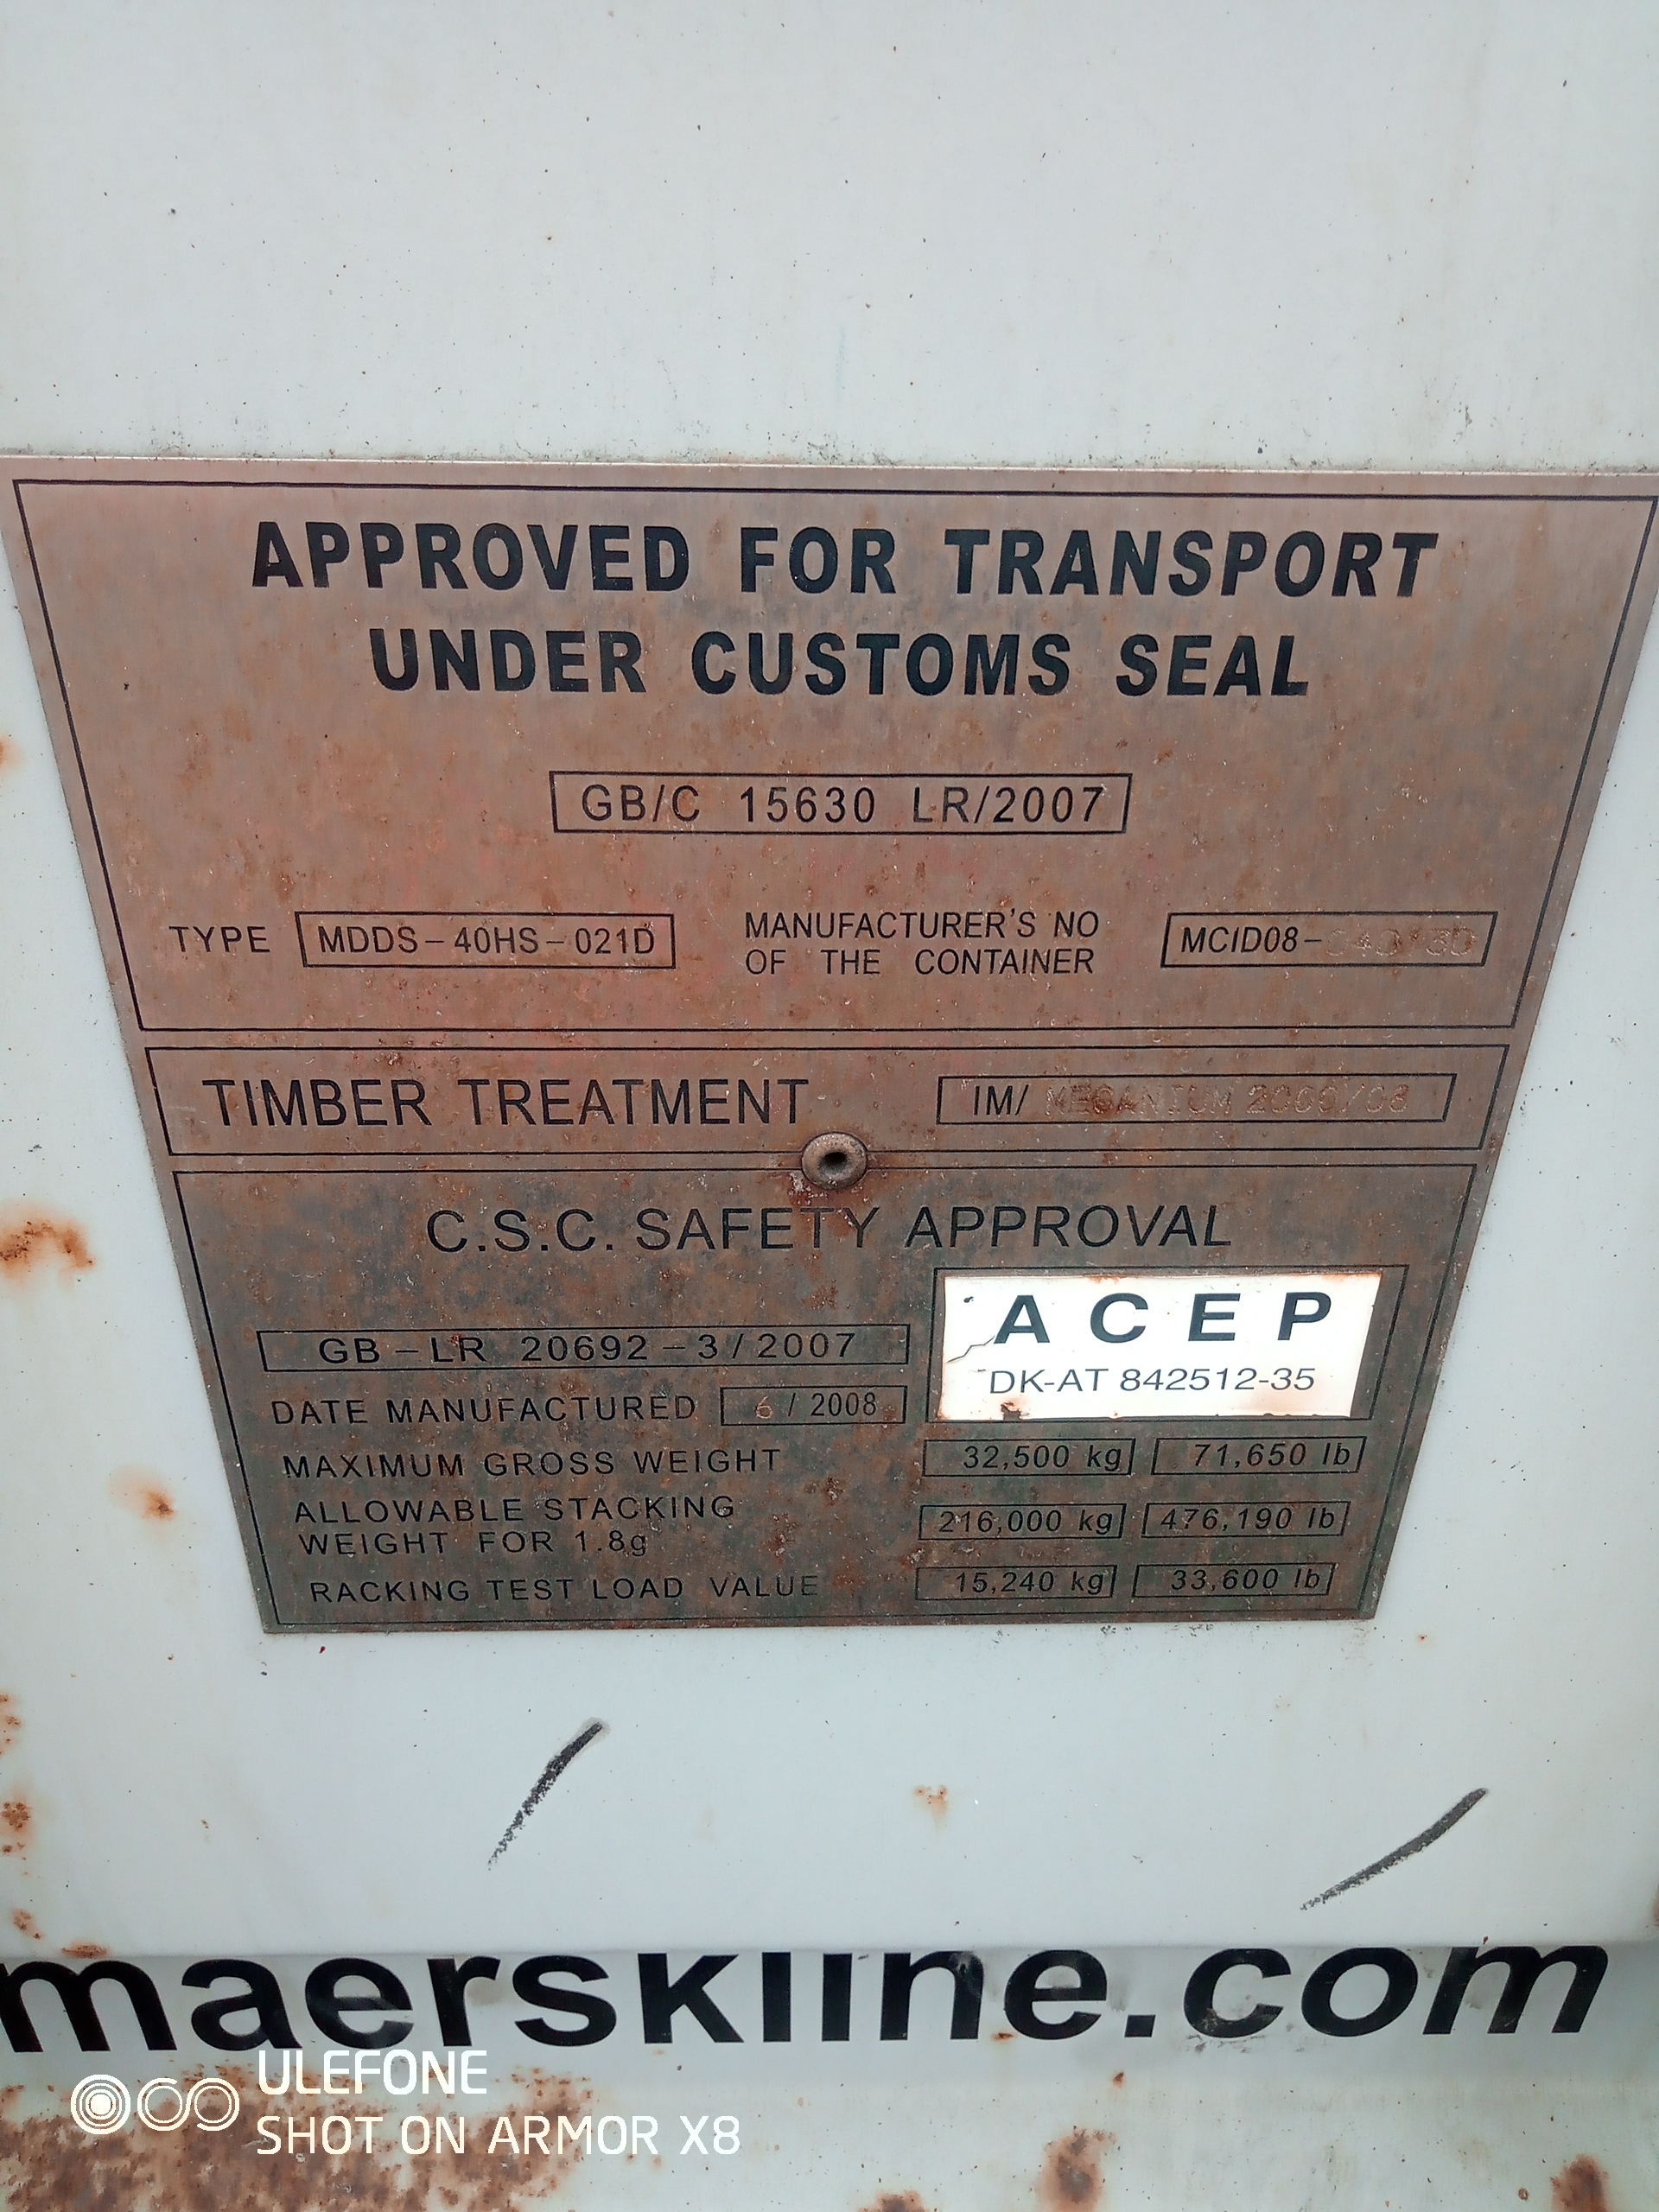 APPROVED FOR TRANSPORT
UNDER CUSTOMS SEAL
GB/C 15630 LR/2007
TYPE MDDS-40HS-021D MANUFACTURER'S NO
OF THE CONTAINER MCID08-
TIMBER TREATMENT IM/ MEGANIUM 2000/08
C.S.C. SAFETY APPROVAL
ACEP
DK-AT 842512-35
GB-LR 20692-3/2007
DATE MANUFACTURED 6 / 2008
MAXIMUM GROSS WEIGHT 32,500 kg 71,650 lb
ALLOWABLE STACKING
WEIGHT FOR 1.8g 216,000 kg 476,190 lb
RACKING TEST LOAD VALUE 15,240 kg 33,600 lb
maerskline.com
ULEFONE
SHOT ON ARMOR X8